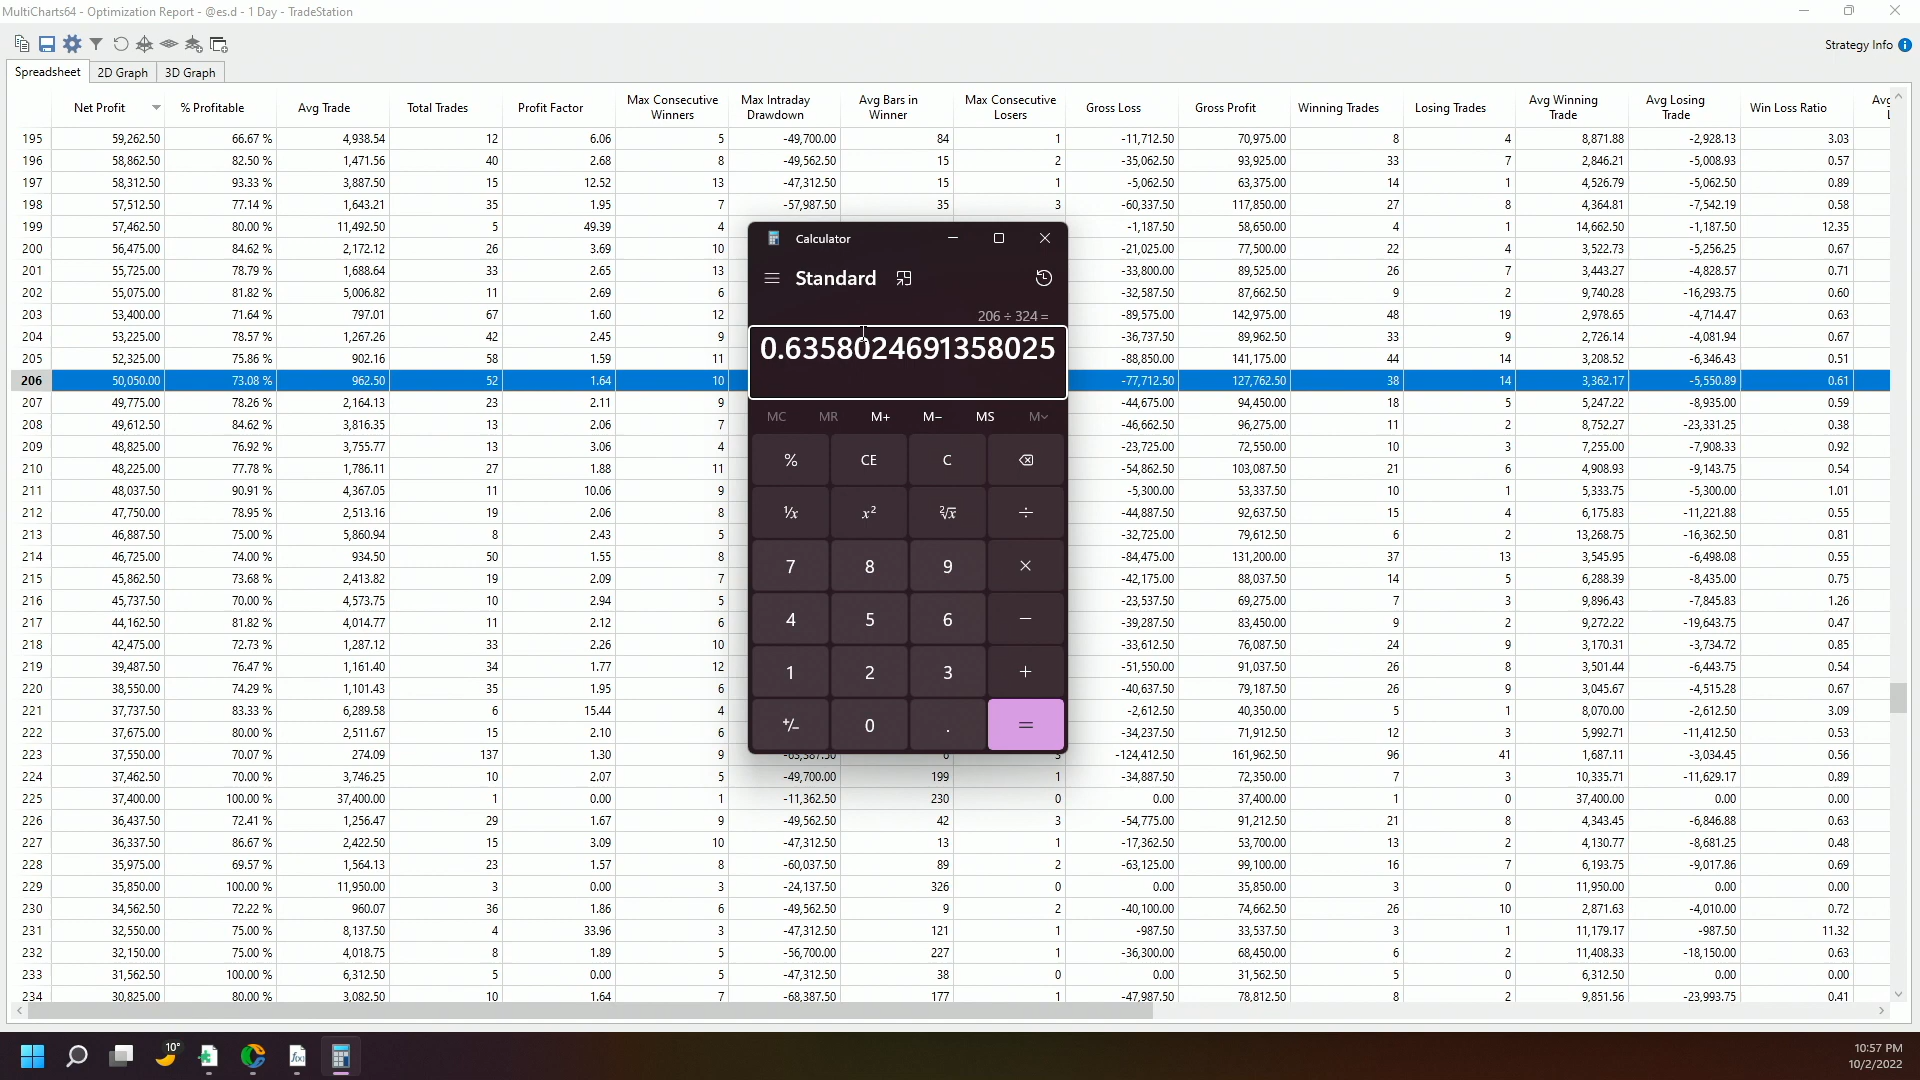 MultiCharts64 - Optimization Report - @es.d - 1 Day - TradeStation
Strategy Info
Spreadsheet 2D Graph 3D Graph
Net Profit % Profitable Avg Trade Total Trades Profit Factor Max Consecutive Winners Max Intraday Drawdown Avg Bars in Winner Max Consecutive Losers Gross Loss Gross Profit Winning Trades Losing Trades Avg Winning Trade Avg Losing Trade Win Loss Ratio
195 59,262.50 66.67 % 4,938.54 12 6.06 5 -49,700.00 84 1 -11,712.50 70,975.00 8 4 8,871.88 -2,928.13 3.03
196 58,862.50 82.50 % 1,471.56 40 2.68 8 -49,562.50 15 2 -35,062.50 93,925.00 33 7 2,846.21 -5,008.93 0.57
197 58,312.50 93.33 % 3,887.50 15 12.52 13 -47,312.50 15 1 -5,062.50 63,375.00 14 1 4,526.79 -5,062.50 0.89
198 57,512.50 77.14 % 1,643.21 35 1.95 7 -57,987.50 35 3 -60,337.50 117,850.00 27 8 4,364.81 -7,542.19 0.58
199 57,462.50 80.00 % 11,492.50 5 49.39 4 -1,187.50 58,650.00 4 1 14,662.50 -1,187.50 12.35
200 56,475.00 84.62 % 2,172.12 26 3.69 10 -21,025.00 77,500.00 22 4 3,522.73 -5,256.25 0.67
201 55,725.00 78.79 % 1,688.64 33 2.65 13 -33,800.00 89,525.00 26 7 3,443.27 -4,828.57 0.71
202 55,075.00 81.82 % 5,006.82 11 2.69 6 -32,587.50 87,662.50 9 2 9,740.28 -16,293.75 0.60
203 53,400.00 71.64 % 797.01 67 1.60 12 -89,575.00 142,975.00 48 19 2,978.65 -4,714.47 0.63
204 53,225.00 78.57 % 1,267.26 42 2.45 9 -36,737.50 89,962.50 33 9 2,726.14 -4,081.94 0.67
205 52,325.00 75.86 % 902.16 58 1.59 11 -88,850.00 141,175.00 44 14 3,208.52 -6,346.43 0.51
206 50,050.00 73.08 % 962.50 52 1.64 10 -77,712.50 127,762.50 38 14 3,362.17 -5,550.89 0.61
207 49,775.00 78.26 % 2,164.13 23 2.11 9 -44,675.00 94,450.00 18 5 5,247.22 -8,935.00 0.59
208 49,612.50 84.62 % 3,816.35 13 2.06 7 -46,662.50 96,275.00 11 2 8,752.27 -23,331.25 0.38
209 48,825.00 76.92 % 3,755.77 13 3.06 4 -23,725.00 72,550.00 10 3 7,255.00 -7,908.33 0.92
210 48,225.00 77.78 % 1,786.11 27 1.88 11 -54,862.50 103,087.50 21 6 4,908.93 -9,143.75 0.54
211 48,037.50 90.91 % 4,367.05 11 10.06 9 -5,300.00 53,337.50 10 1 5,333.75 -5,300.00 1.01
212 47,750.00 78.95 % 2,513.16 19 2.06 8 -44,887.50 92,637.50 15 4 6,175.83 -11,221.88 0.55
213 46,887.50 75.00 % 5,860.94 8 2.43 5 -32,725.00 79,612.50 6 2 13,268.75 -16,362.50 0.81
214 46,725.00 74.00 % 934.50 50 1.55 8 -84,475.00 131,200.00 37 13 3,545.95 -6,498.08 0.55
215 45,862.50 73.68 % 2,413.82 19 2.09 7 -42,175.00 88,037.50 14 5 6,288.39 -8,435.00 0.75
216 45,737.50 70.00 % 4,573.75 10 2.94 5 -23,537.50 69,275.00 7 3 9,896.43 -7,845.83 1.26
217 44,162.50 81.82 % 4,014.77 11 2.12 6 -39,287.50 83,450.00 9 2 9,272.22 -19,643.75 0.47
218 42,475.00 72.73 % 1,287.12 33 2.26 10 -33,612.50 76,087.50 24 9 3,170.31 -3,734.72 0.85
219 39,487.50 76.47 % 1,161.40 34 1.77 12 -51,550.00 91,037.50 26 8 3,501.44 -6,443.75 0.54
220 38,550.00 74.29 % 1,101.43 35 1.95 6 -40,637.50 79,187.50 26 9 3,045.67 -4,515.28 0.67
221 37,737.50 83.33 % 6,289.58 6 15.44 4 -2,612.50 40,350.00 5 1 8,070.00 -2,612.50 3.09
222 37,675.00 80.00 % 2,511.67 15 2.10 6 -34,237.50 71,912.50 12 3 5,992.71 -11,412.50 0.53
223 37,550.00 70.07 % 274.09 137 1.30 9 -124,412.50 161,962.50 96 41 1,687.11 -3,034.45 0.56
224 37,462.50 70.00 % 3,746.25 10 2.07 5 -49,700.00 199 1 -34,887.50 72,350.00 7 3 10,335.71 -11,629.17 0.89
225 37,400.00 100.00 % 37,400.00 1 0.00 1 -11,362.50 230 0 0.00 37,400.00 1 0 37,400.00 0.00 0.00
226 36,437.50 72.41 % 1,256.47 29 1.67 9 -49,562.50 42 3 -54,775.00 91,212.50 21 8 4,343.45 -6,846.88 0.63
227 36,337.50 86.67 % 2,422.50 15 3.09 10 -47,312.50 13 1 -17,362.50 53,700.00 13 2 4,130.77 -8,681.25 0.48
228 35,975.00 69.57 % 1,564.13 23 1.57 8 -60,037.50 89 2 -63,125.00 99,100.00 16 7 6,193.75 -9,017.86 0.69
229 35,850.00 100.00 % 11,950.00 3 0.00 3 -24,137.50 326 0 0.00 35,850.00 3 0 11,950.00 0.00 0.00
230 34,562.50 72.22 % 960.07 36 1.86 6 -49,562.50 9 2 -40,100.00 74,662.50 26 10 2,871.63 -4,010.00 0.72
231 32,550.00 75.00 % 8,137.50 4 33.96 3 -47,312.50 121 1 -987.50 33,537.50 3 1 11,179.17 -987.50 11.32
232 32,150.00 75.00 % 4,018.75 8 1.89 5 -56,700.00 227 1 -36,300.00 68,450.00 6 2 11,408.33 -18,150.00 0.63
233 31,562.50 100.00 % 6,312.50 5 0.00 5 -47,312.50 38 0 0.00 31,562.50 5 0 6,312.50 0.00 0.00
234 30,825.00 80.00 % 3,082.50 10 1.64 7 -68,387.50 177 1 -47,987.50 78,812.50 8 2 9,851.56 -23,993.75 0.41
Calculator
Standard
206 ÷ 324 =
0.6358024691358025
MC MR M+ M− MS M
% CE C
¹/x x² ²√x ÷
7 8 9 ×
4 5 6 −
1 2 3 +
+/− 0 . =
10°
10:57 PM
10/2/2022